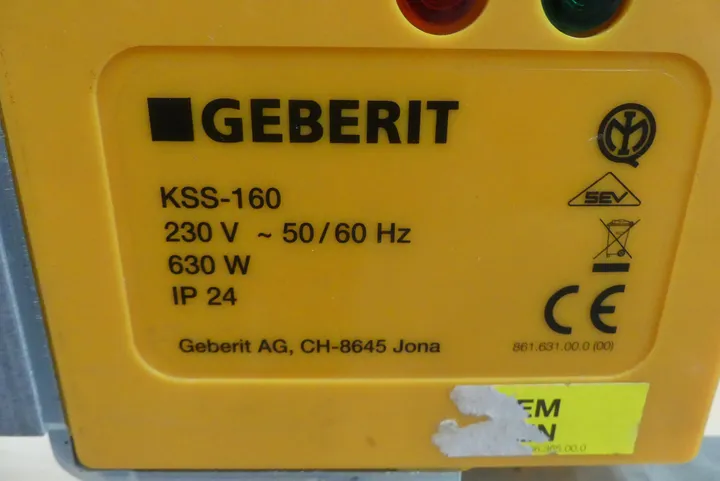 GEBERIT
KSS-160
230 V ~ 50/60 Hz
630 W
IP 24
Geberit AG, CH-8645 Jona
SEV
CE
861.631.00.0 (00)
EM